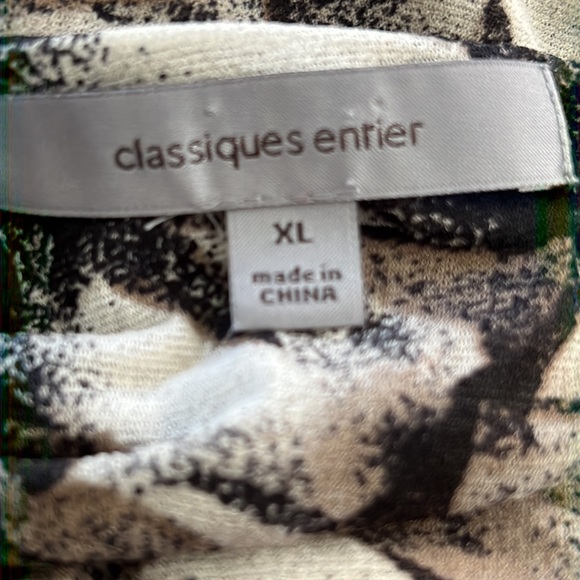 classiques entier
XL
made in
CHINA